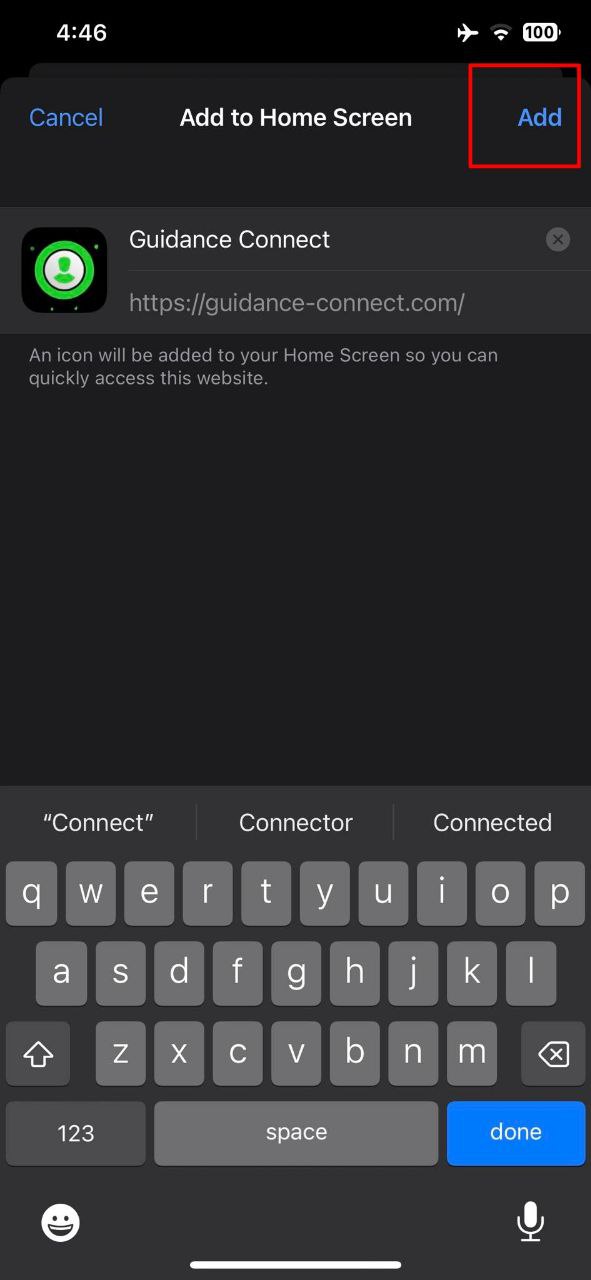 4:46
100
Cancel
Add to Home Screen
Add
Guidance Connect
https://guidance-connect.com/
An icon will be added to your Home Screen so you can
quickly access this website.
“Connect”
Connector
Connected
q w e r t y u i o p
a s d f g h j k l
z x c v b n m
123
space
done